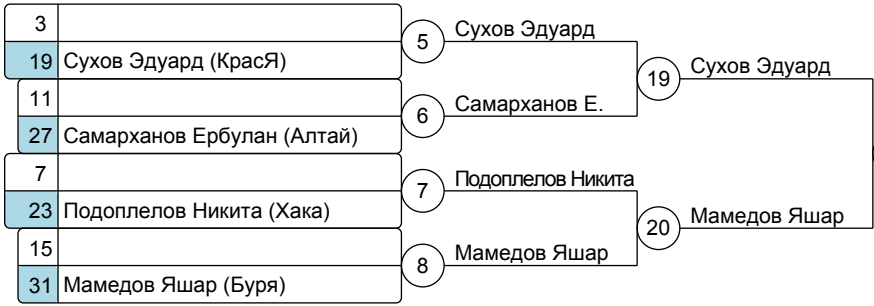 3
19 Сухов Эдуард (КрасЯ)
5
Сухов Эдуард
11
27 Самарханов Ербулан (Алтай)
6
Самарханов Е.
19
Сухов Эдуард
7
23 Подоплелов Никита (Хака)
7
Подоплелов Никита
15
31 Мамедов Яшар (Буря)
8
Мамедов Яшар
20
Мамедов Яшар